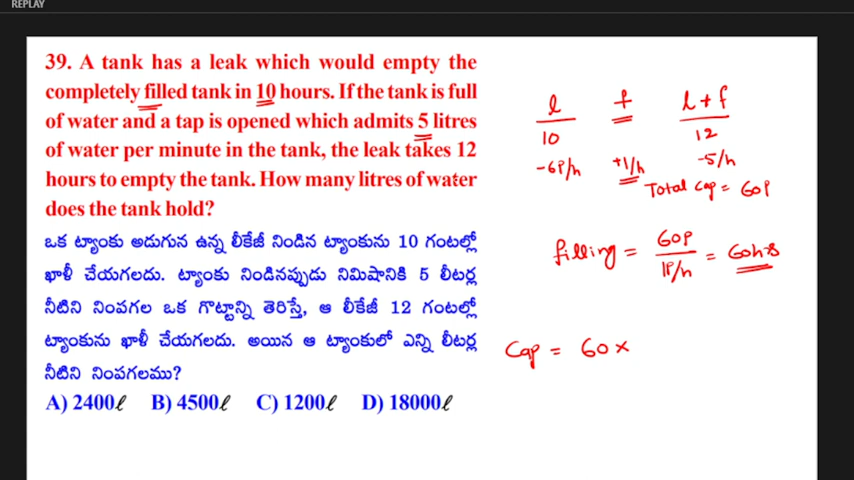 REPLAY
39. A tank has a leak which would empty the
completely filled tank in 10 hours. If the tank is full
of water and a tap is opened which admits 5 litres
of water per minute in the tank, the leak takes 12
hours to empty the tank. How many litres of water
does the tank hold?
ఒక ట్యాంకు అడుగున ఉన్న లీకేజీ నిండిన ట్యాంకును 10 గంటల్లో
ఖాళీ చేయగలదు. ట్యాంకు నిండినప్పుడు నిమిషానికి 5 లీటర్ల
నీటిని నింపగల ఒక గొట్టాన్ని తెరిస్తే, ఆ లీకేజీ 12 గంటల్లో
ట్యాంకును ఖాళీ చేయగలదు. అయిన ఆ ట్యాంకులో ఎన్ని లీటర్ల
నీటిని నింపగలము?
A) 2400ℓ B) 4500ℓ C) 1200ℓ D) 18000ℓ
l f l+f
10 12
-6P/h +1/h -5/h
Total cap = 60P
filling = 60P / 1P/h = 60hrs
Cap = 60 ×